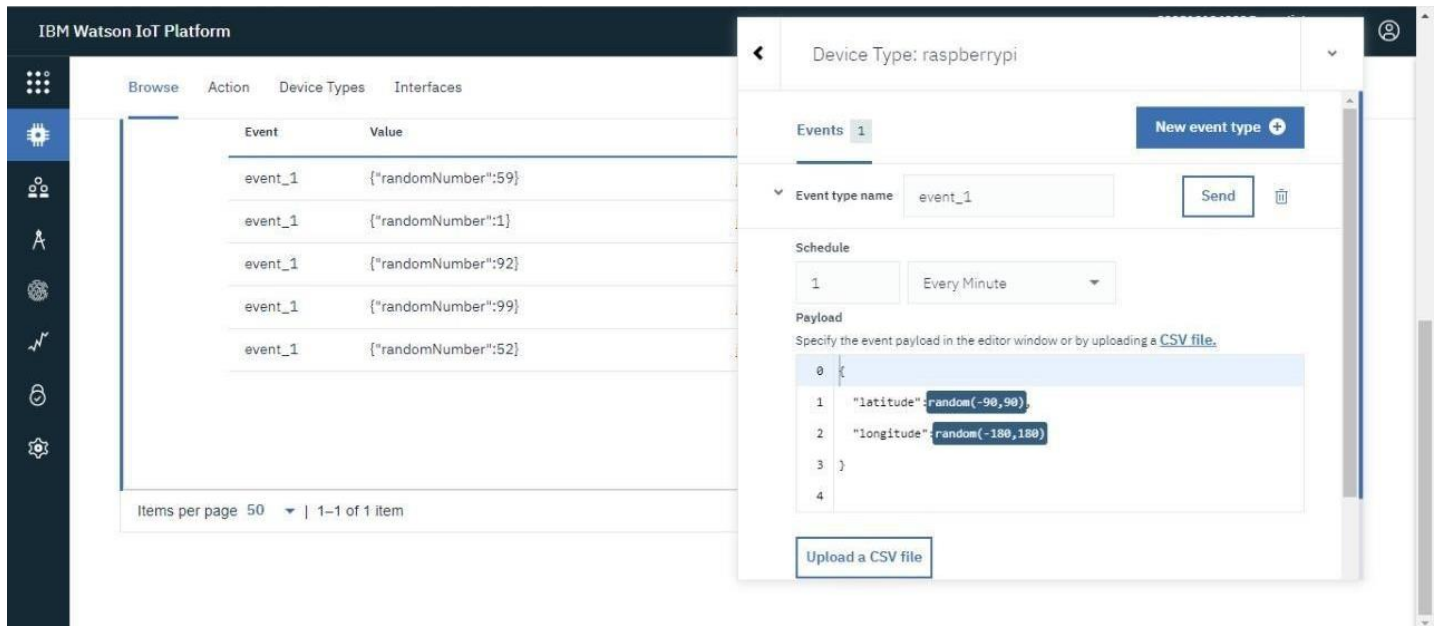 IBM Watson IoT Platform
Browse Action Device Types Interfaces
Event Value
event_1 {"randomNumber":59}
event_1 {"randomNumber":1}
event_1 {"randomNumber":92}
event_1 {"randomNumber":99}
event_1 {"randomNumber":52}
Items per page 50 | 1–1 of 1 item
Device Type: raspberrypi
Events 1
New event type
Event type name event_1 Send
Schedule
1 Every Minute
Payload
Specify the event payload in the editor window or by uploading a CSV file.
0 {
1 "latitude":random(-90,90),
2 "longitude":random(-180,180)
3 }
4
Upload a CSV file